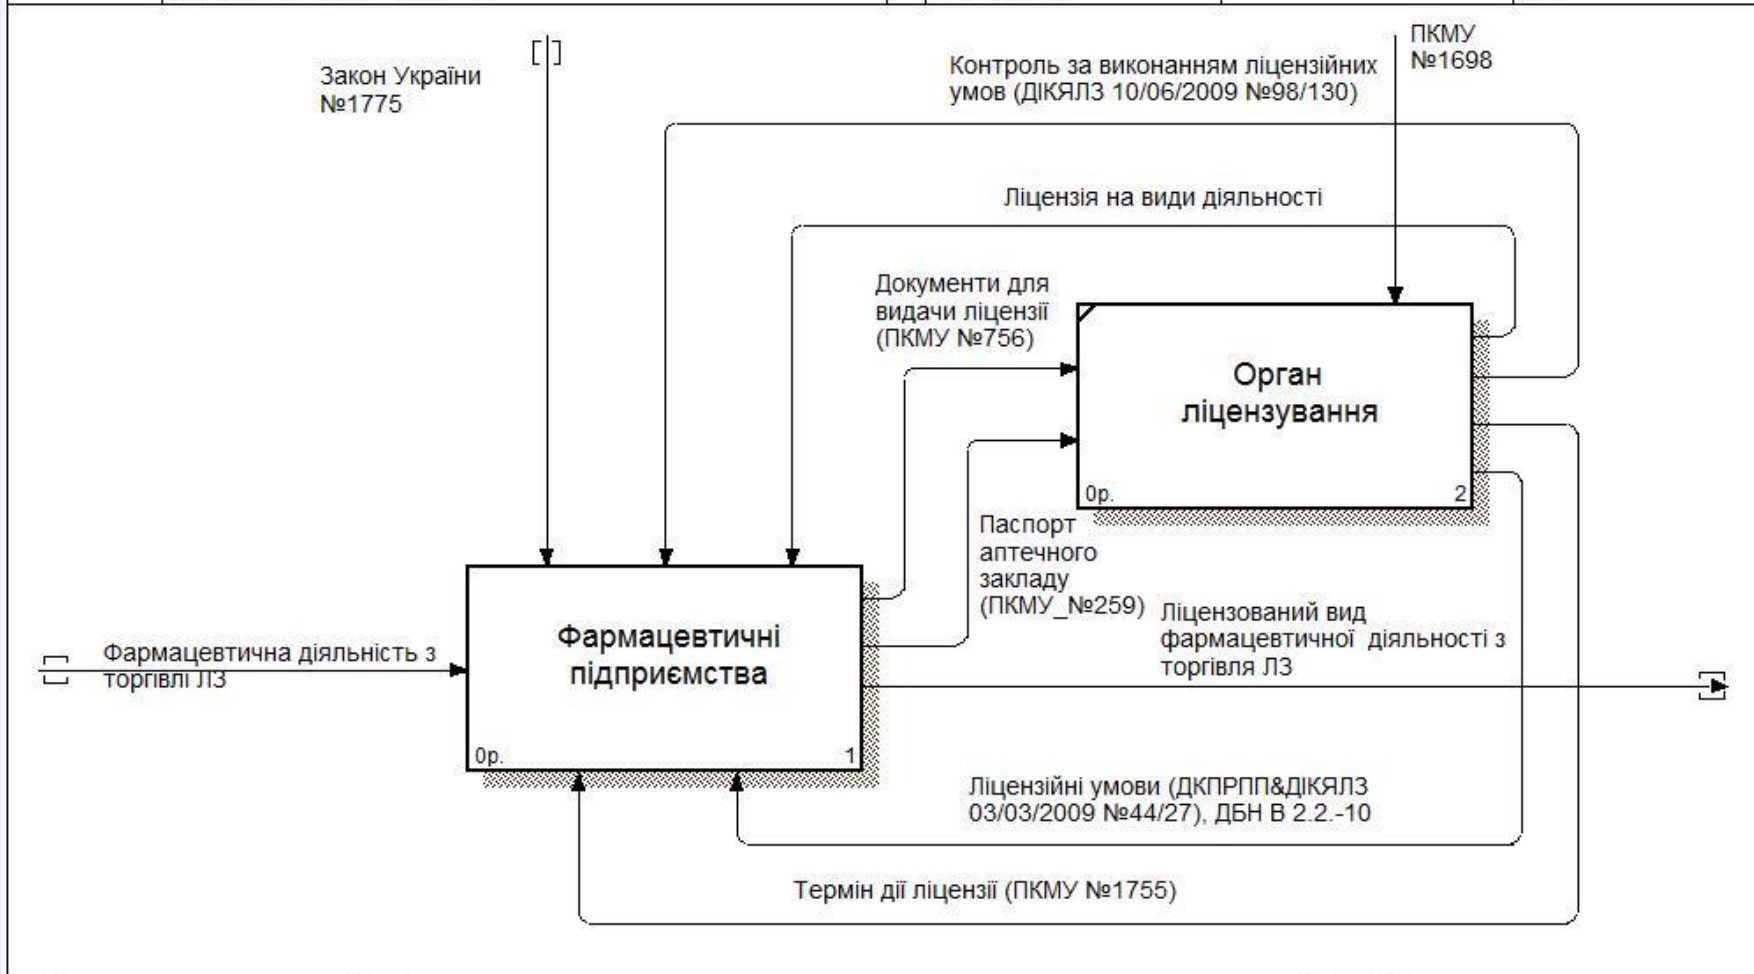 Закон України
№1775
Контроль за виконанням ліцензійних
умов (ДІКЯЛЗ 10/06/2009 №98/130)
ПКМУ
№1698
Ліцензія на види діяльності
Документи для
видачи ліцензії
(ПКМУ №756)
Орган
ліцензування
0р.
2
Паспорт
аптечного
закладу
(ПКМУ_№259)
Ліцензований вид
фармацевтичної діяльності з
торгівля ЛЗ
Фармацевтична діяльність з
торгівлі ЛЗ
Фармацевтичні
підприємства
0р.
1
Ліцензійні умови (ДКПРПП&ДІКЯЛЗ
03/03/2009 №44/27), ДБН В 2.2.-10
Термін дії ліцензії (ПКМУ №1755)